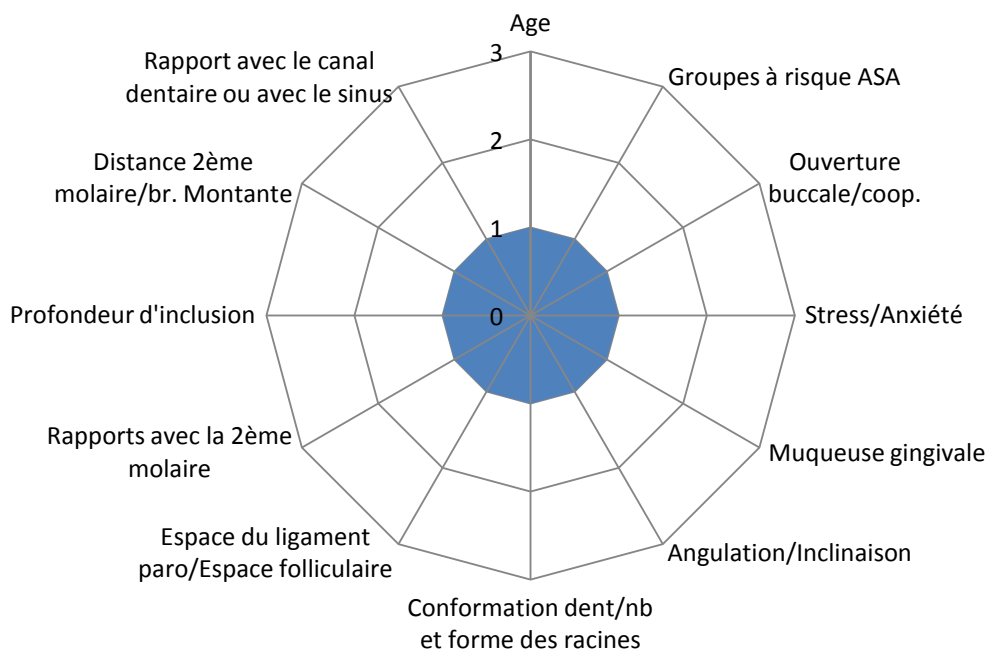 Age
3
2
1
0
Groupes à risque ASA
Ouverture
buccale/coop.
Stress/Anxiété
Muqueuse gingivale
Angulation/Inclinaison
Conformation dent/nb
et forme des racines
Espace du ligament
paro/Espace folliculaire
Rapports avec la 2ème
molaire
Profondeur d'inclusion
Distance 2ème
molaire/br. Montante
Rapport avec le canal
dentaire ou avec le sinus